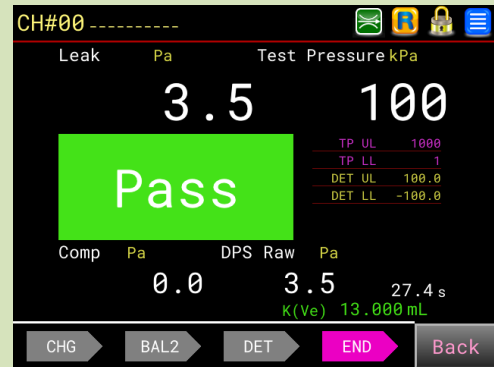 CH#00 ----------
R
Leak Pa Test Pressure kPa
3.5 100
TP UL 1000
TP LL 1
Pass
DET UL 100.0
DET LL -100.0
Comp Pa DPS Raw Pa
0.0 3.5 27.4 s
K(Ve) 13.000 mL
CHG BAL2 DET END Back